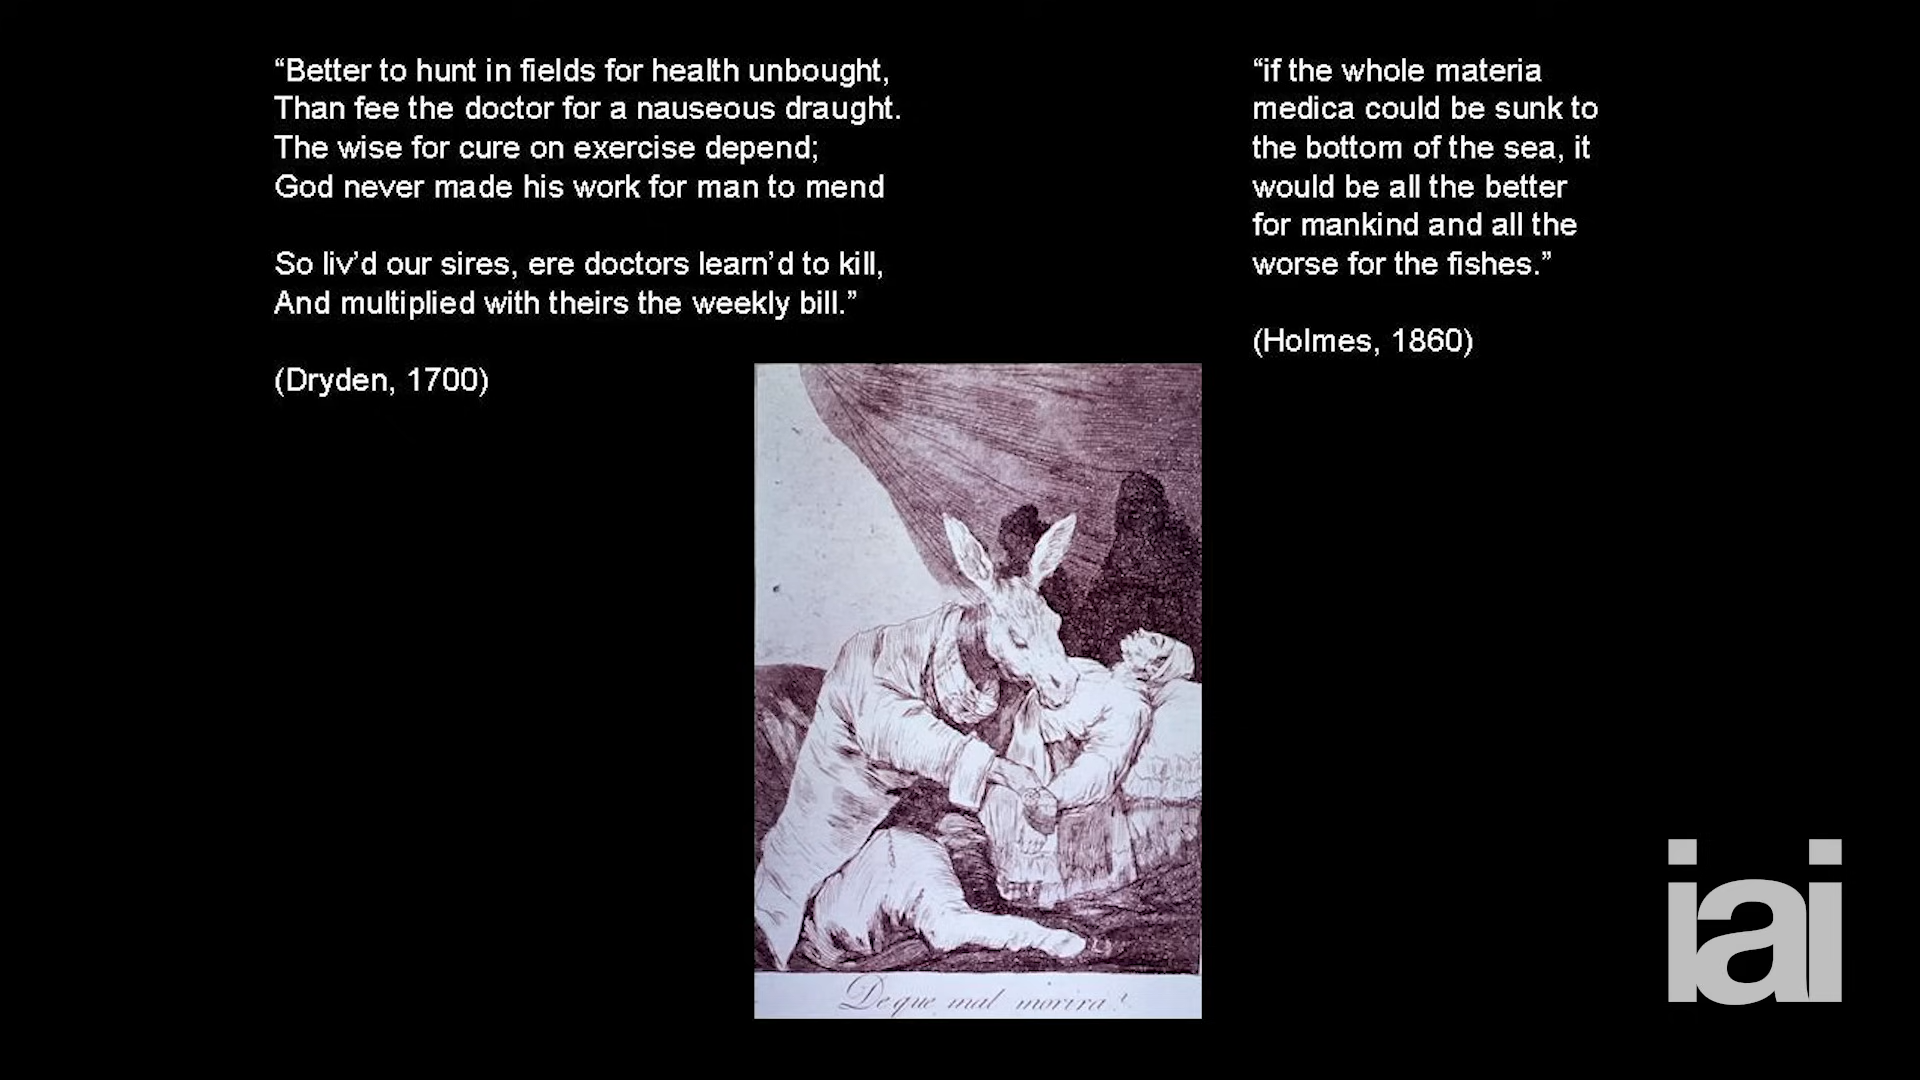 “Better to hunt in fields for health unbought,
Than fee the doctor for a nauseous draught.
The wise for cure on exercise depend;
God never made his work for man to mend
So liv’d our sires, ere doctors learn’d to kill,
And multiplied with theirs the weekly bill.”
(Dryden, 1700)
“if the whole materia
medica could be sunk to
the bottom of the sea, it
would be all the better
for mankind and all the
worse for the fishes.”
(Holmes, 1860)
De que mal morira?
iai